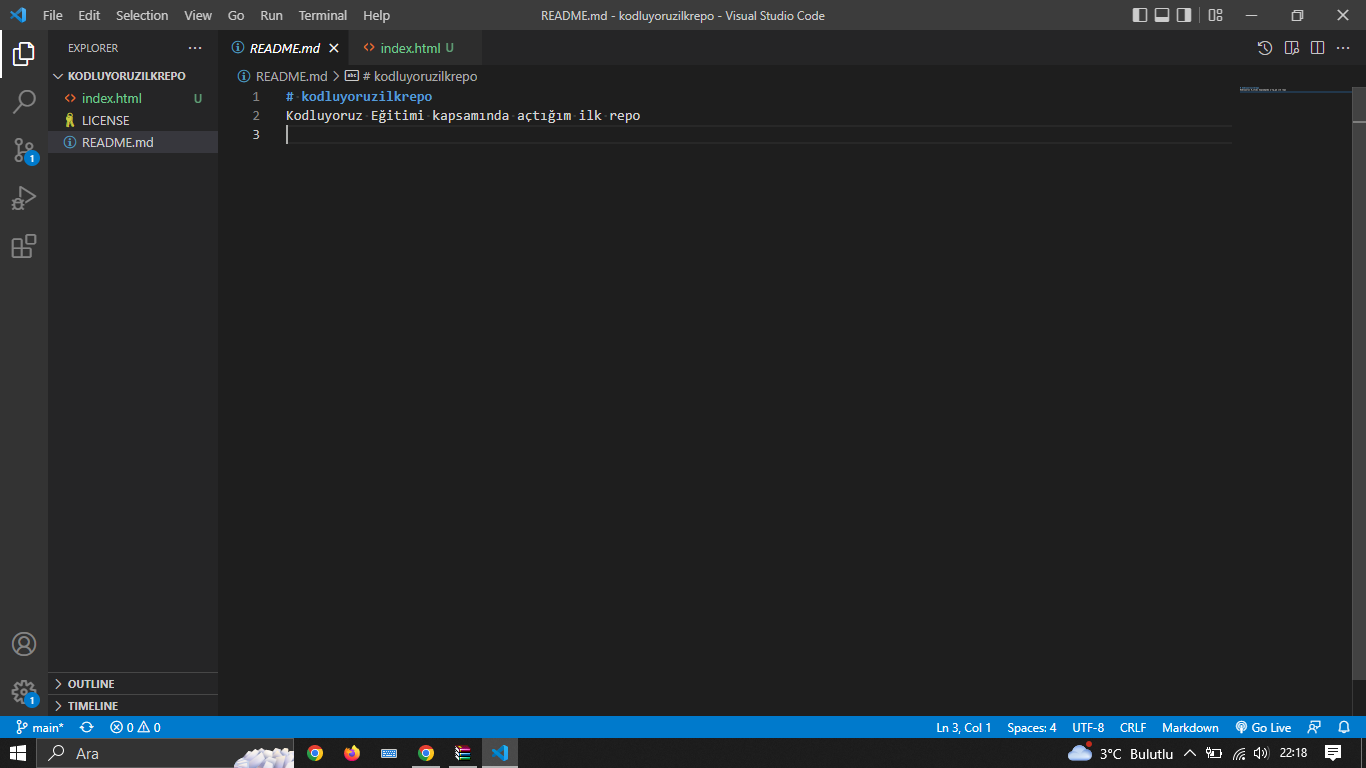 File Edit Selection View Go Run Terminal Help README.md - kodluyoruzilkrepo - Visual Studio Code
EXPLORER
README.md index.html U
KODLUYORUZILKREPO
index.html U
LICENSE
README.md
README.md > # kodluyoruzilkrepo
1 # kodluyoruzilkrepo
2 Kodluyoruz Eğitimi kapsamında açtığım ilk repo
3
1
OUTLINE
1
TIMELINE
main* 0 0 Ln 3, Col 1 Spaces: 4 UTF-8 CRLF Markdown Go Live
Ara 3°C Bulutlu 22:18